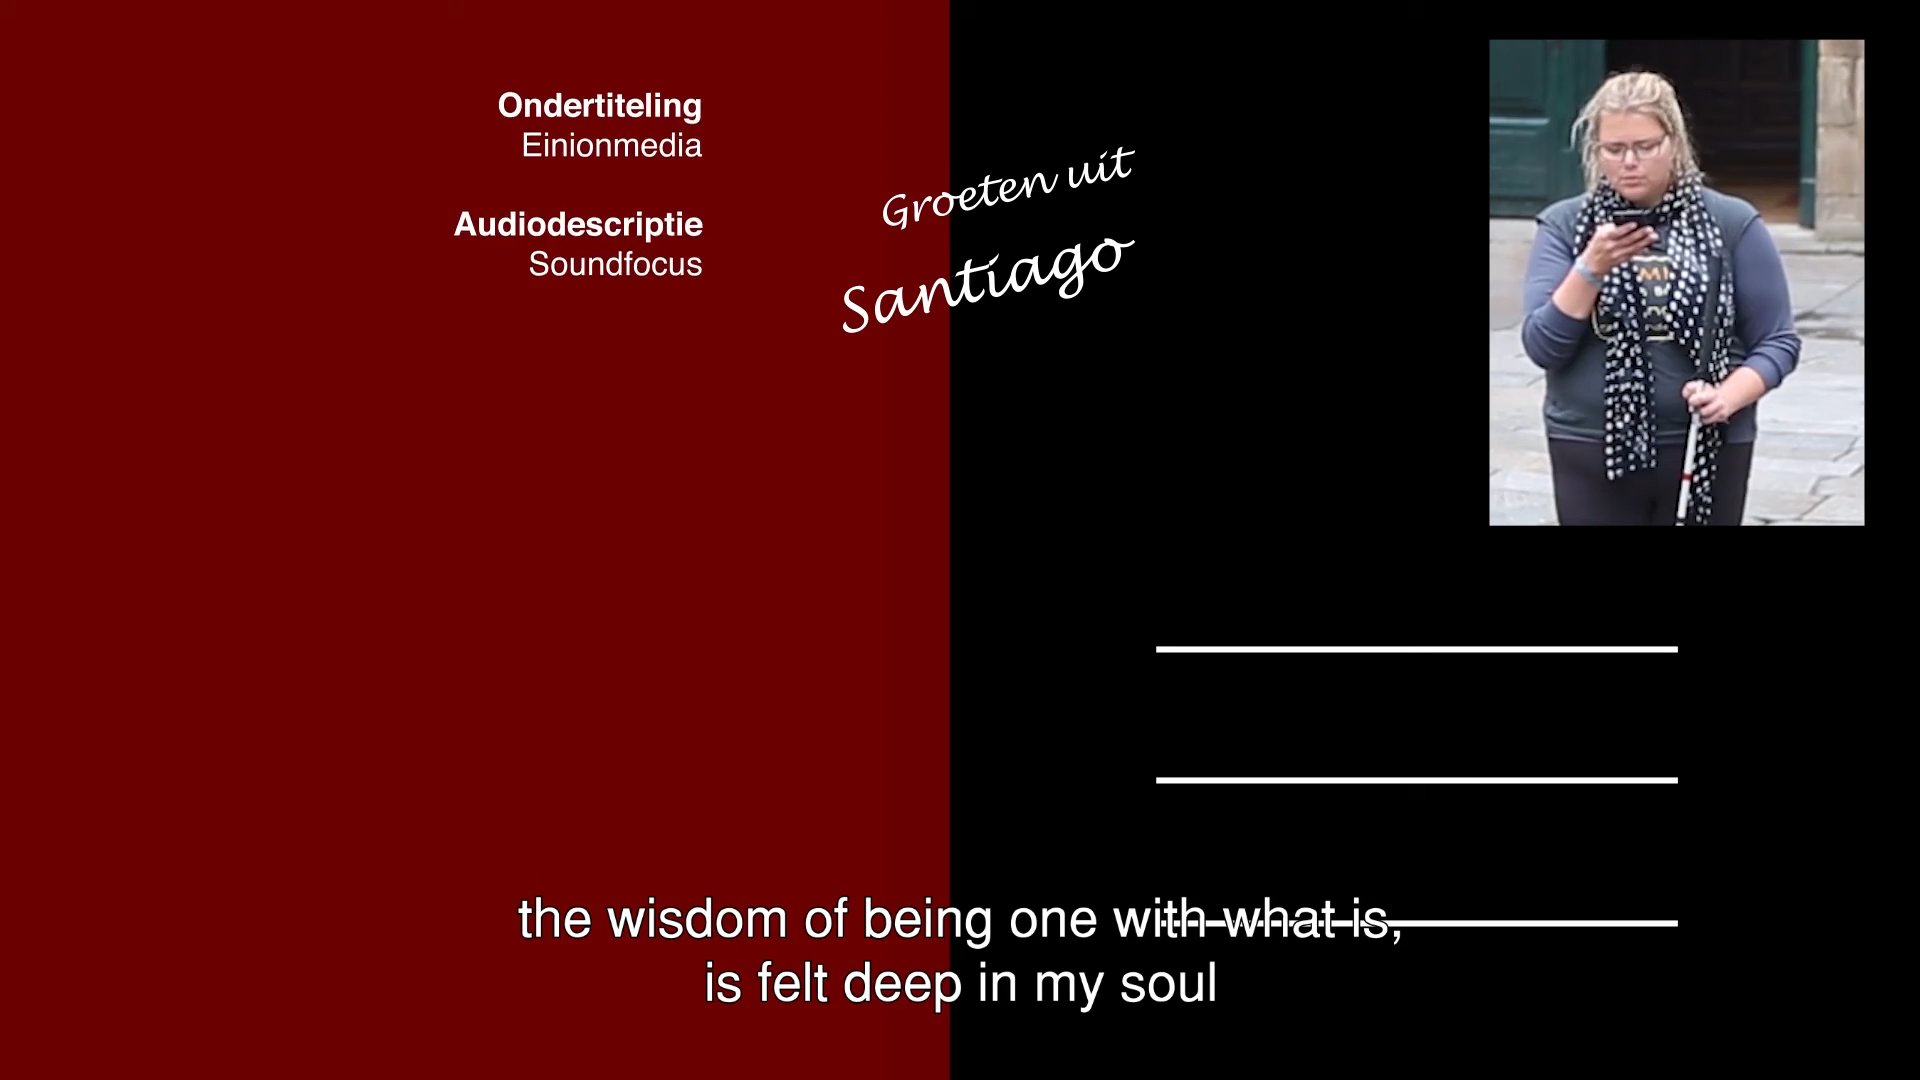 Ondertiteling
Einionmedia
Audiodescriptie
Soundfocus
Groeten uit
Santiago
the wisdom of being one with what is,
is felt deep in my soul